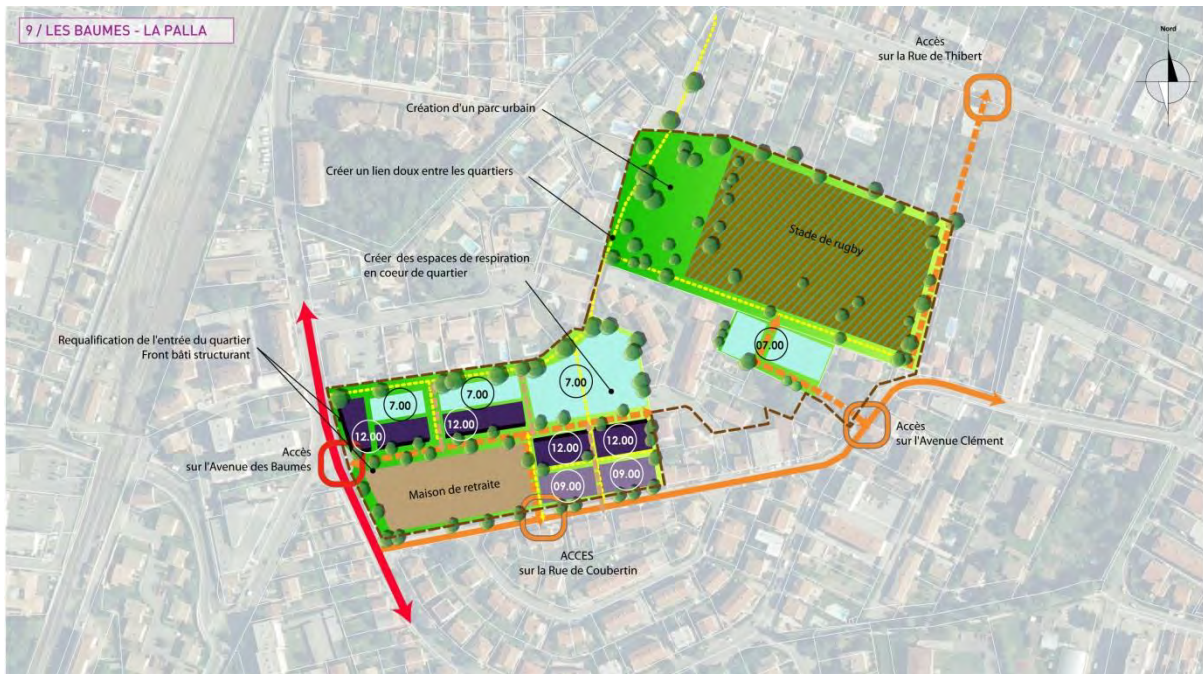 9 / LES BAUMES - LA PALLA
Nord
Accès
sur la Rue de Thibert
Création d'un parc urbain
Créer un lien doux entre les quartiers
Stade de rugby
Créer des espaces de respiration
en coeur de quartier
Requalification de l'entrée du quartier
Front bâti structurant
07.00
7.00
7.00
7.00
12.00
12.00
12.00
12.00
Accès
sur l'Avenue Clément
Accès
sur l'Avenue des Baumes
Maison de retraite
09.00
09.00
ACCES
sur la Rue de Coubertin